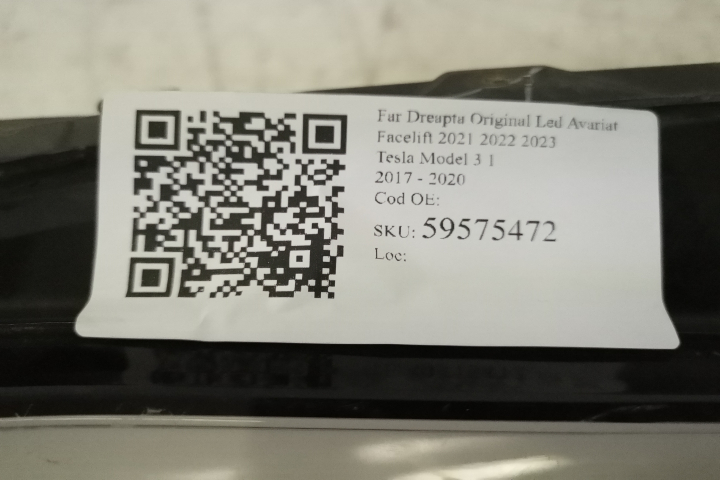 Far Dreapta Original Led Avariat
Facelift 2021 2022 2023
Tesla Model 3 1
2017 - 2020
Cod OE:
SKU: 59575472
Loc: